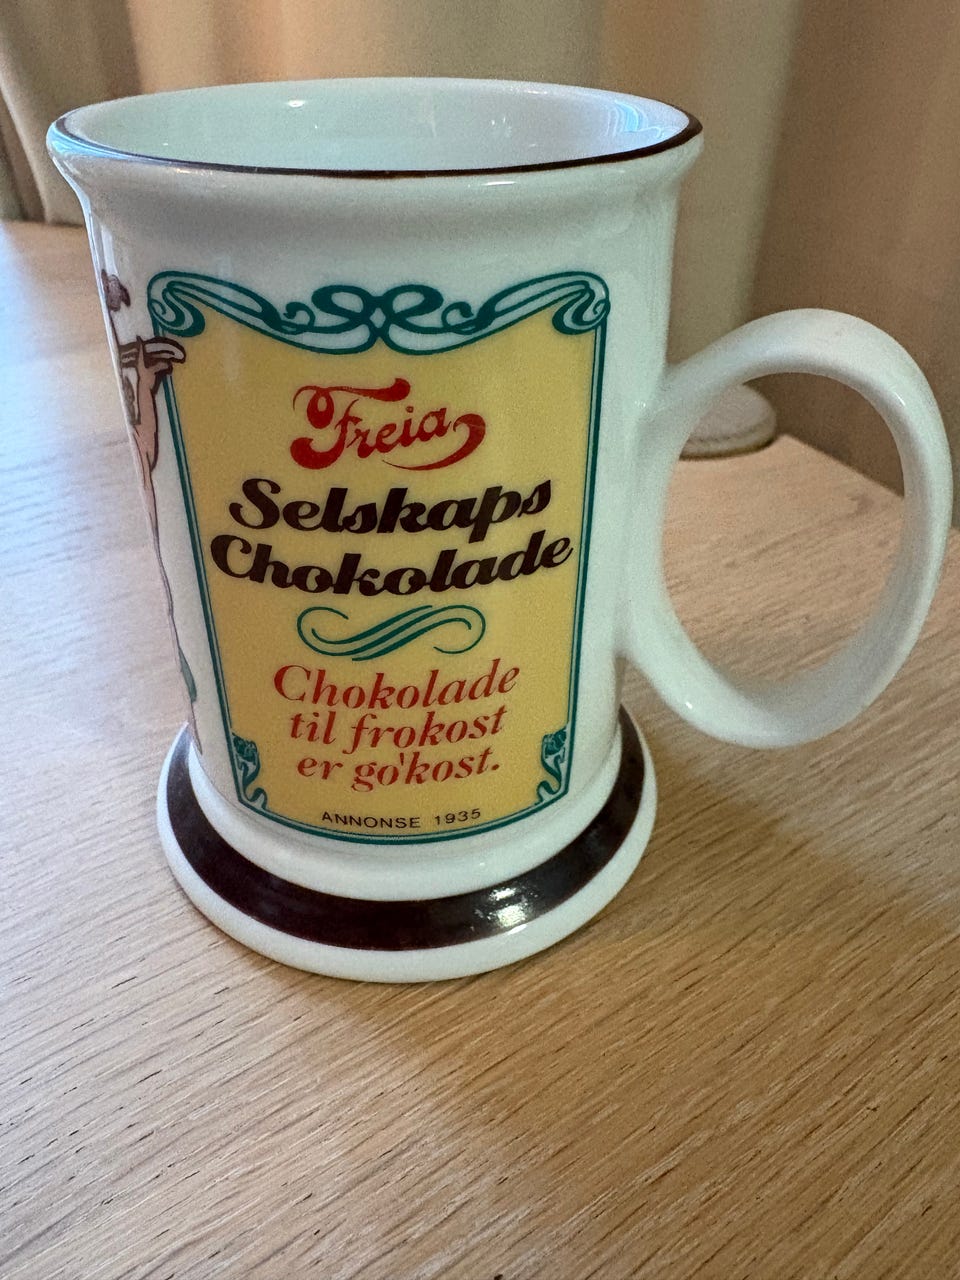 Freia
Selskaps
Chokolade
Chokolade
til frokost
er go'kost.
ANNONSE 1935